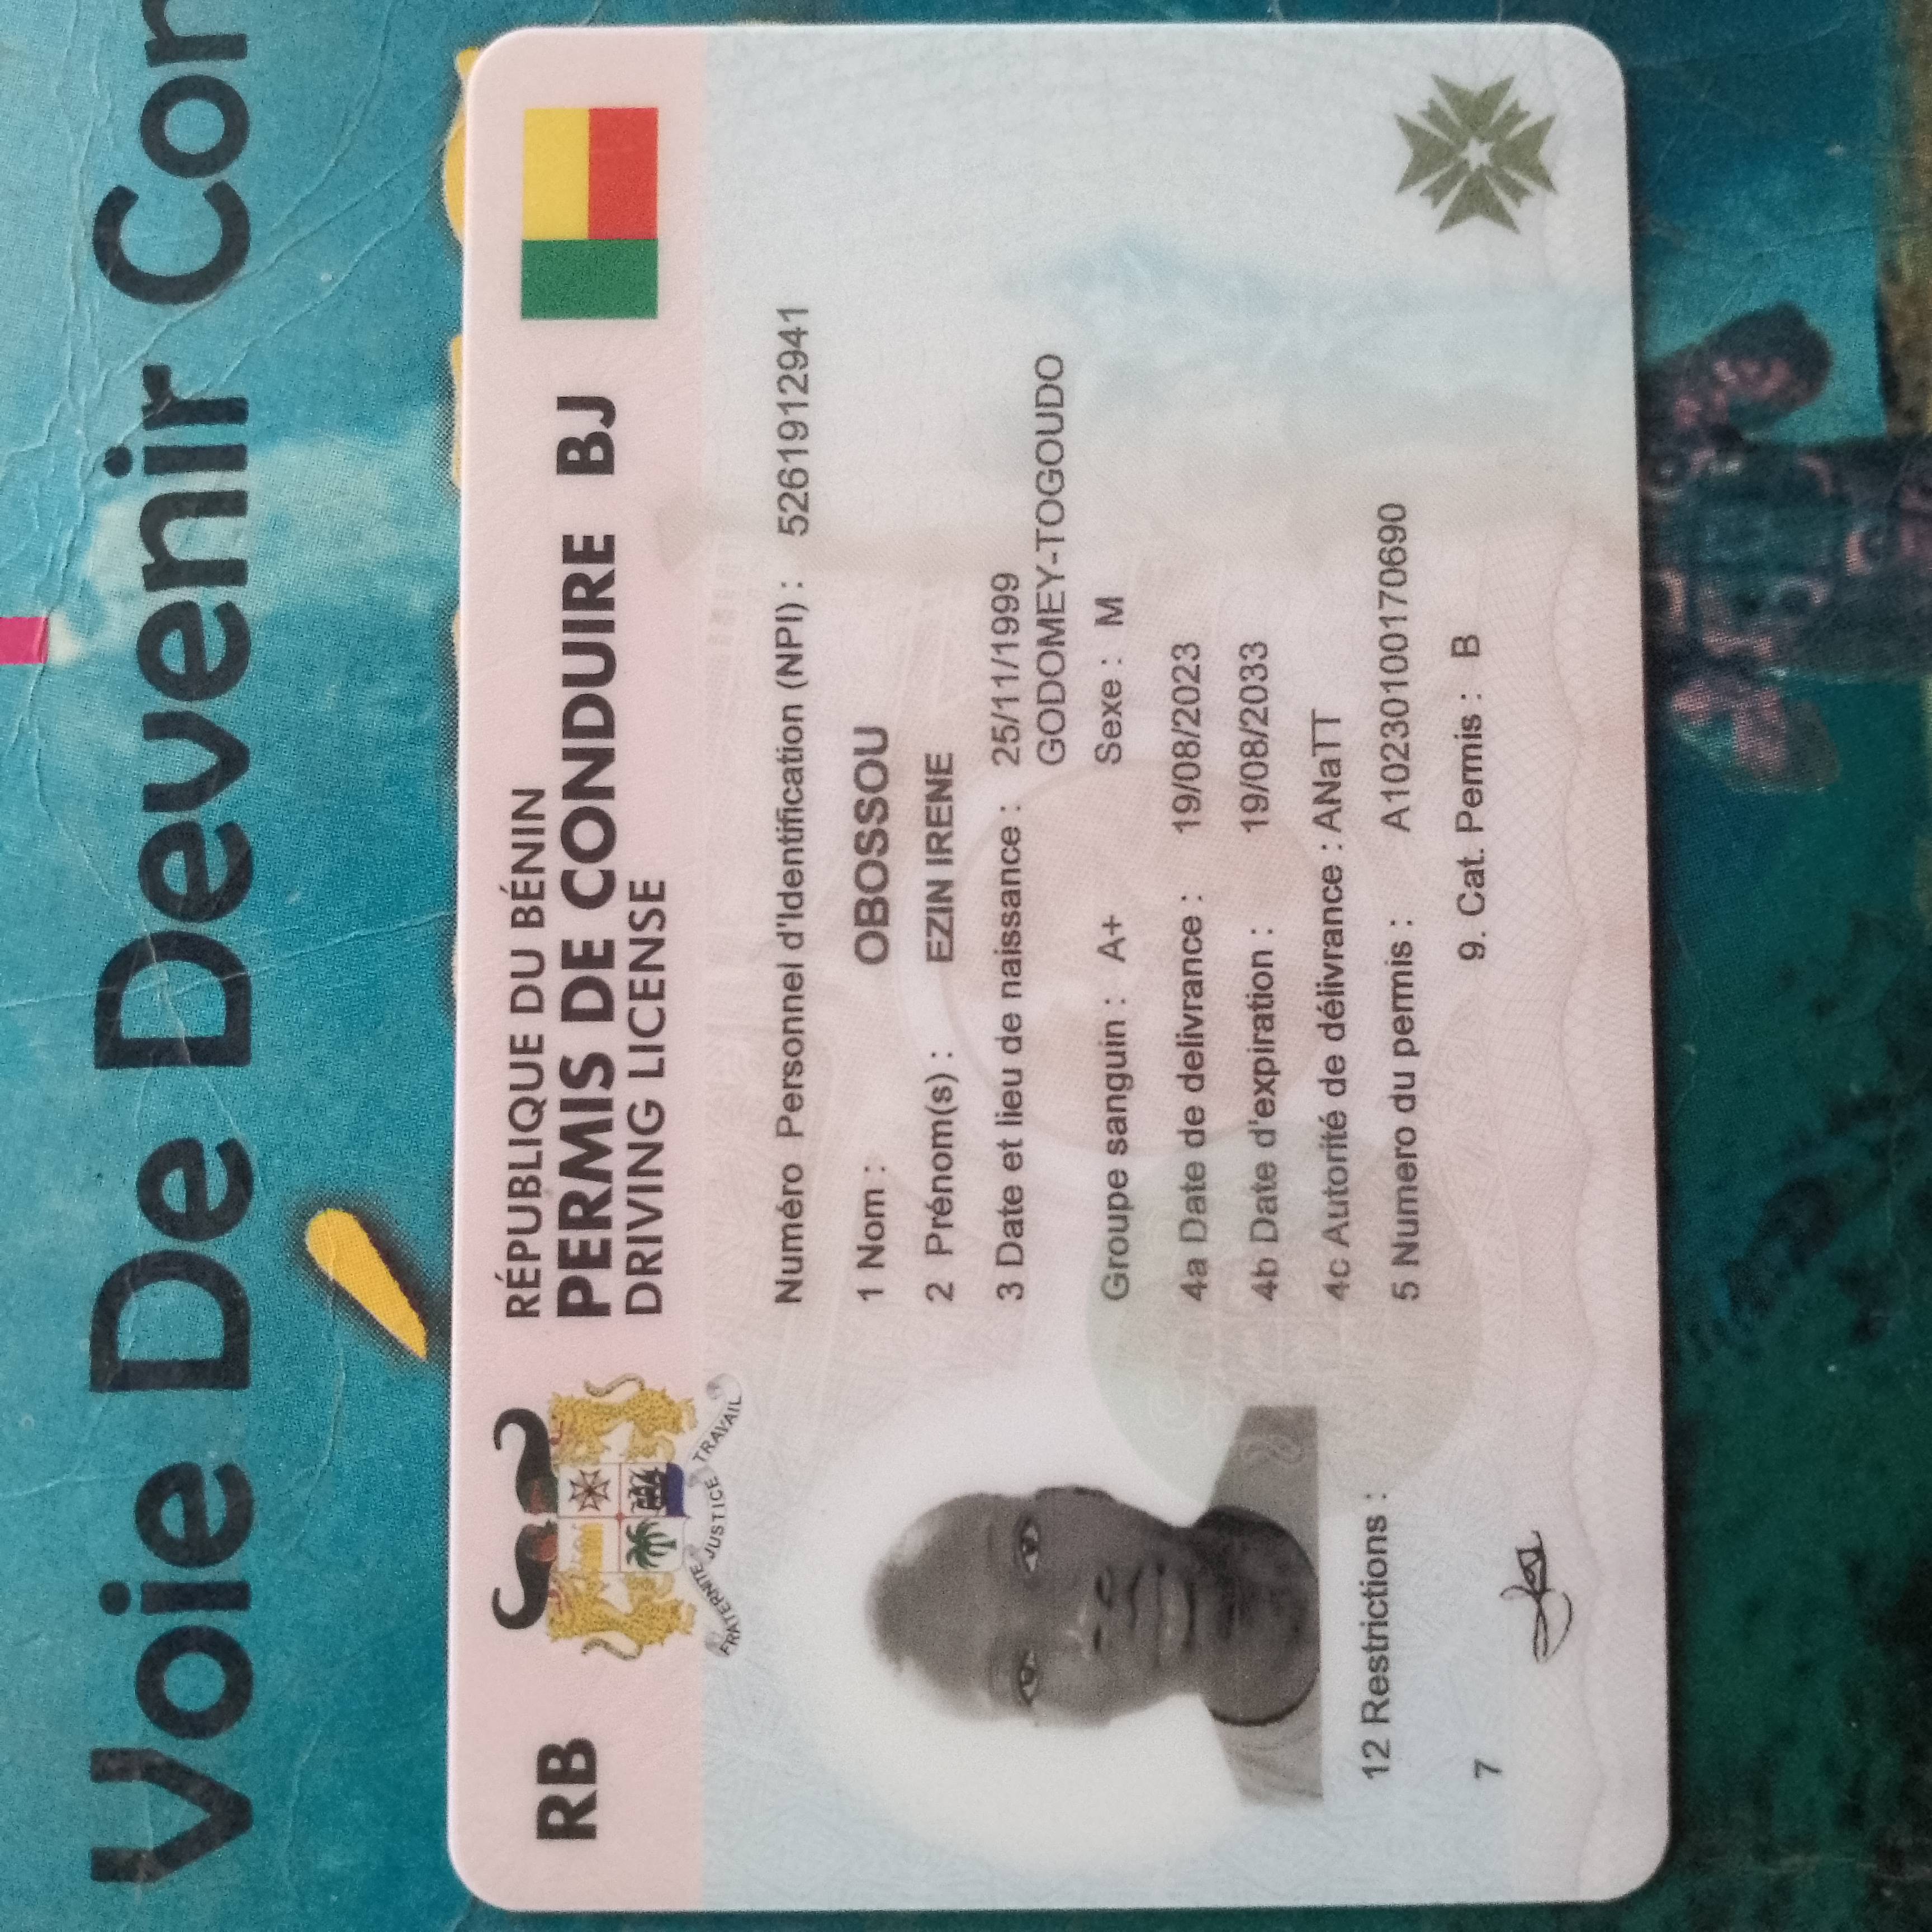 Voie De Devenir Con
RB
RÉPUBLIQUE DU BÉNIN
PERMIS DE CONDUIRE BJ
DRIVING LICENSE
FRATERNITE JUSTICE TRAVAIL
Numéro Personnel d'Identification (NPI) : 5261912941
1 Nom : OBOSSOU
2 Prénom(s) : EZIN IRENE
3 Date et lieu de naissance : 25/11/1999
GODOMEY-TOGOUDO
Groupe sanguin : A+ Sexe : M
4a Date de delivrance : 19/08/2023
4b Date d'expiration : 19/08/2033
4c Autorité de délivrance : ANaTT
5 Numero du permis : A10230100170690
12 Restrictions :
9. Cat. Permis : B
7